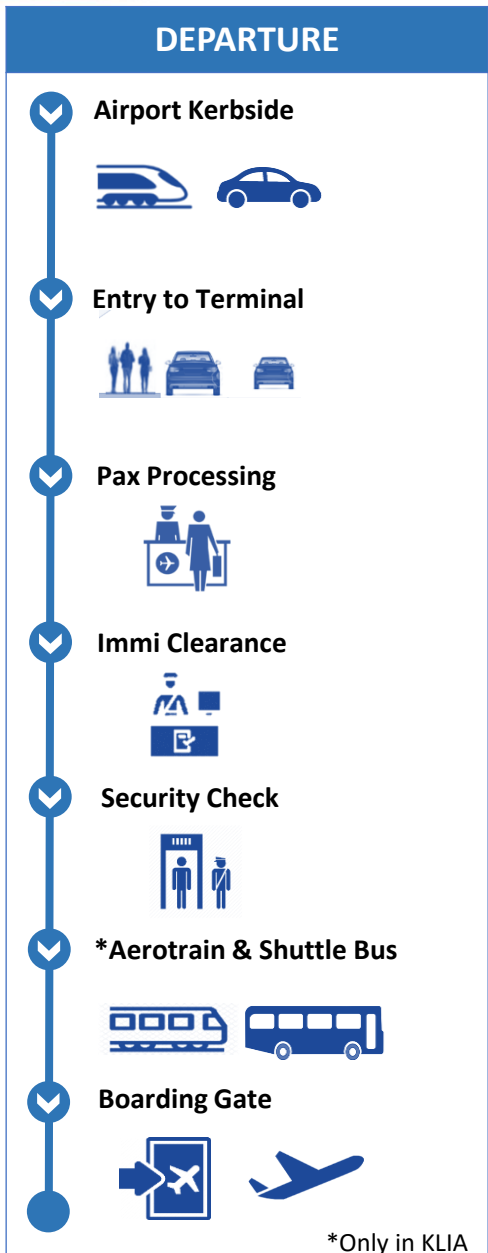 DEPARTURE
Airport Kerbside
Entry to Terminal
Pax Processing
Immi Clearance
Security Check
*Aerotrain & Shuttle Bus
Boarding Gate
*Only in KLIA